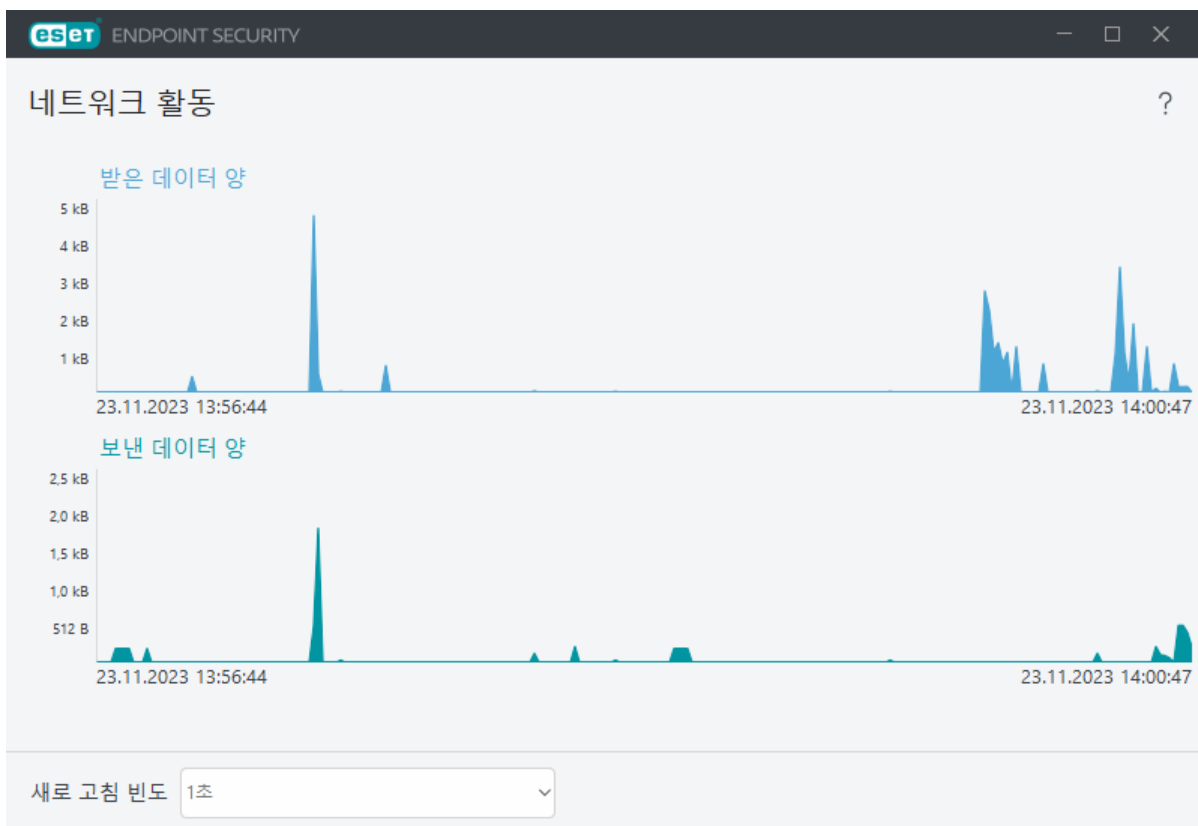 eset ENDPOINT SECURITY
네트워크 활동
?
받은 데이터 양
5 kB
4 kB
3 kB
2 kB
1 kB
23.11.2023 13:56:44 23.11.2023 14:00:47
보낸 데이터 양
2,5 kB
2,0 kB
1,5 kB
1,0 kB
512 B
23.11.2023 13:56:44 23.11.2023 14:00:47
새로 고침 빈도 1초